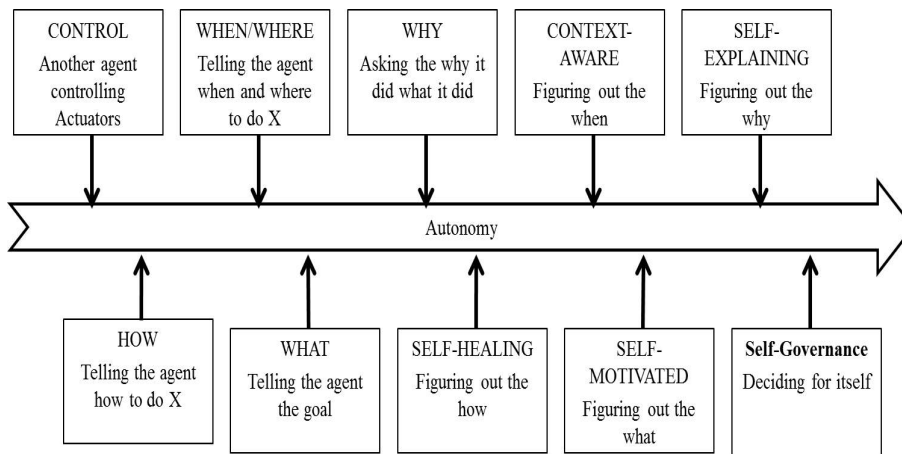 CONTROL
Another agent
controlling
Actuators
WHEN/WHERE
Telling the agent
when and where
to do X
WHY
Asking the why it
did what it did
CONTEXT-
AWARE
Figuring out the
when
SELF-
EXPLAINING
Figuring out the
why
Autonomy
HOW
Telling the agent
how to do X
WHAT
Telling the agent
the goal
SELF-HEALING
Figuring out the
how
SELF-
MOTIVATED
Figuring out the
what
Self-Governance
Deciding for itself